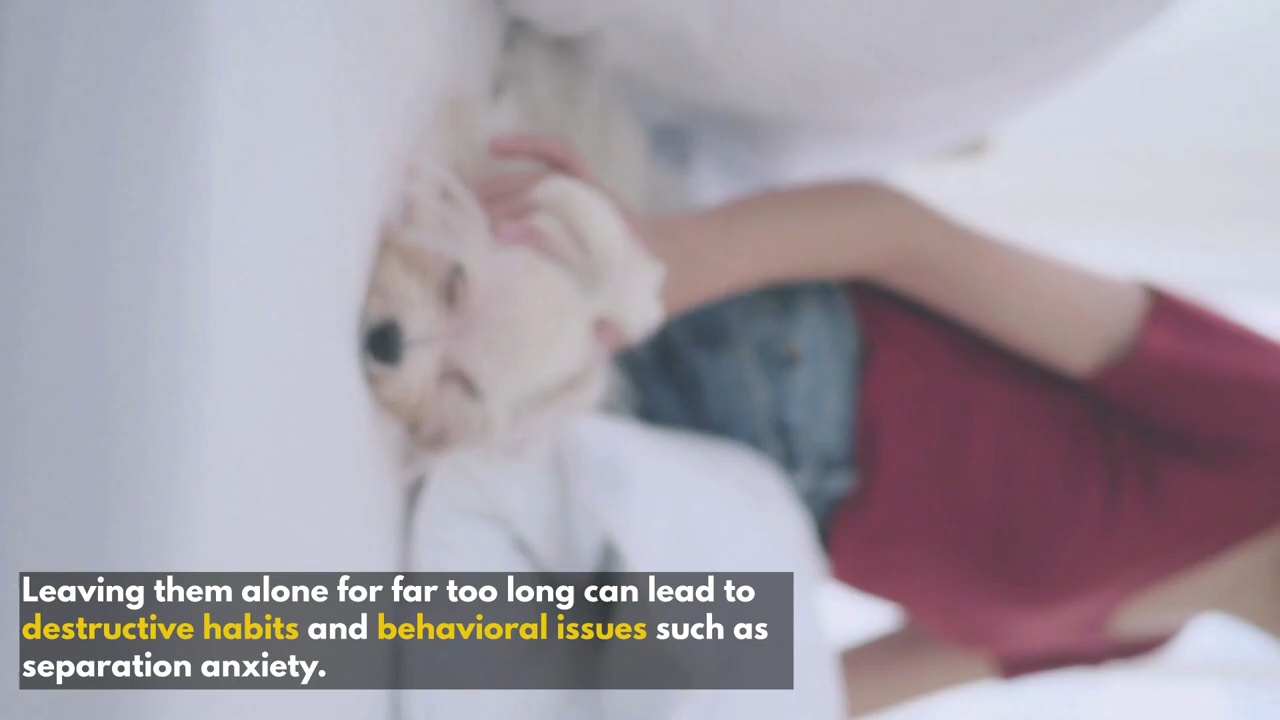 Leaving them alone for far too long can lead to
destructive habits and behavioral issues such as
separation anxiety.